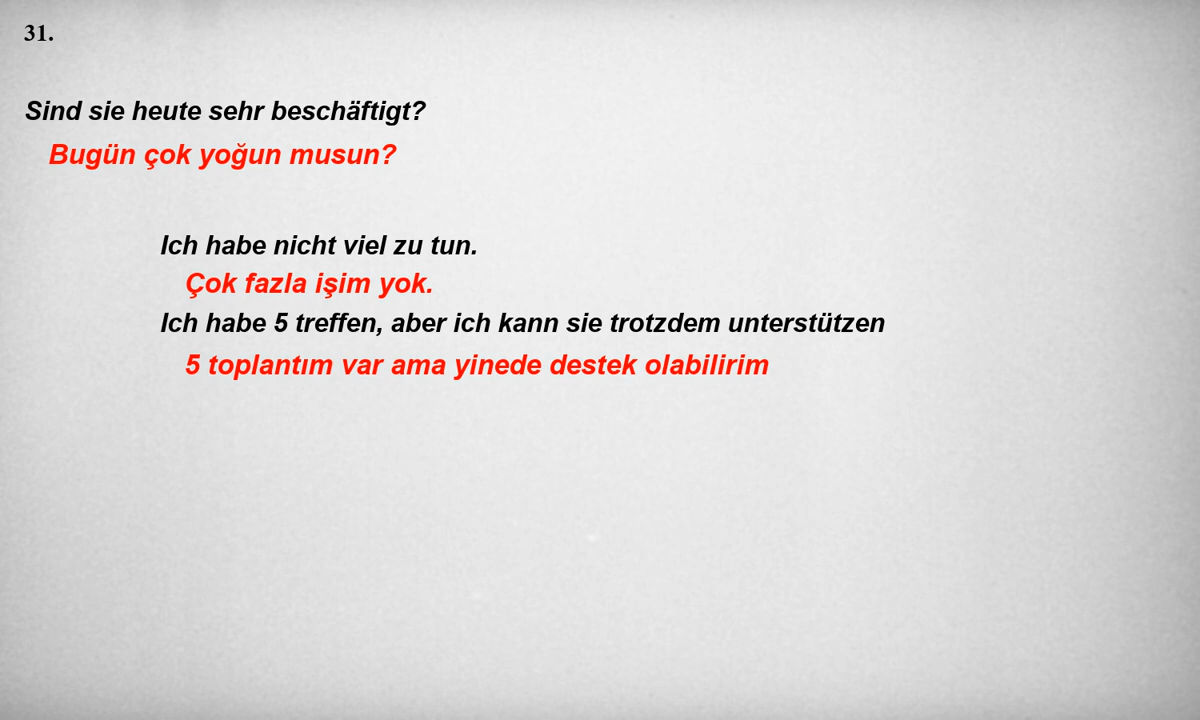 31.
Sind sie heute sehr beschäftigt?
Bugün çok yoğun musun?
Ich habe nicht viel zu tun.
Çok fazla işim yok.
Ich habe 5 treffen, aber ich kann sie trotzdem unterstützen
5 toplantım var ama yinede destek olabilirim